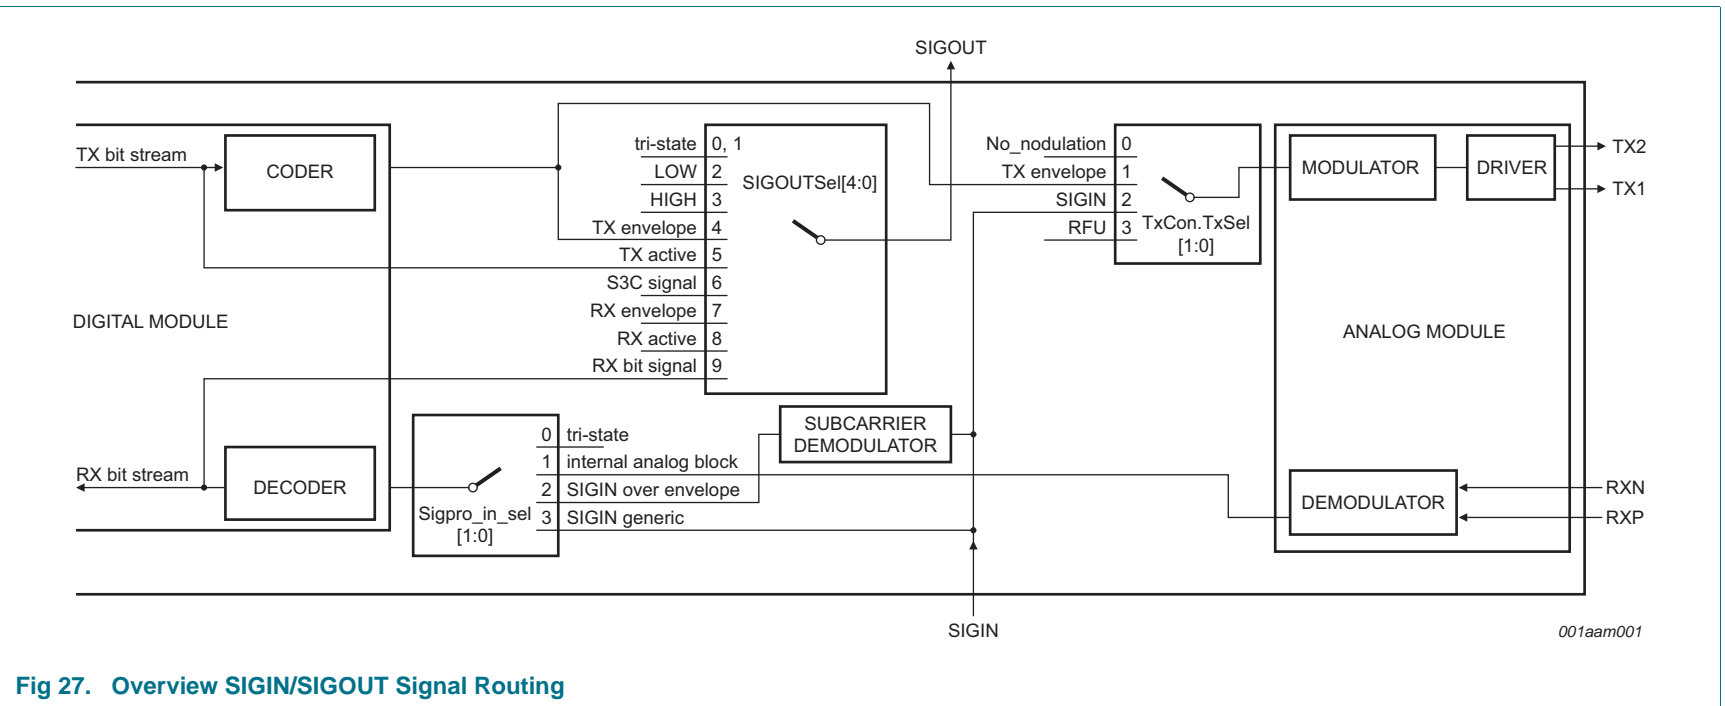 SIGOUT
TX bit stream
CODER
tri-state 0, 1
LOW 2
HIGH 3
TX envelope 4
TX active 5
S3C signal 6
RX envelope 7
RX active 8
RX bit signal 9
SIGOUTSel[4:0]
No_nodulation 0
TX envelope 1
SIGIN 2
RFU 3
TxCon.TxSel
[1:0]
MODULATOR
DRIVER
TX2
TX1
DIGITAL MODULE
ANALOG MODULE
RX bit stream
DECODER
Sigpro_in_sel
[1:0]
0 tri-state
1 internal analog block
2 SIGIN over envelope
3 SIGIN generic
SUBCARRIER
DEMODULATOR
DEMODULATOR
RXN
RXP
SIGIN
001aam001
Fig 27. Overview SIGIN/SIGOUT Signal Routing